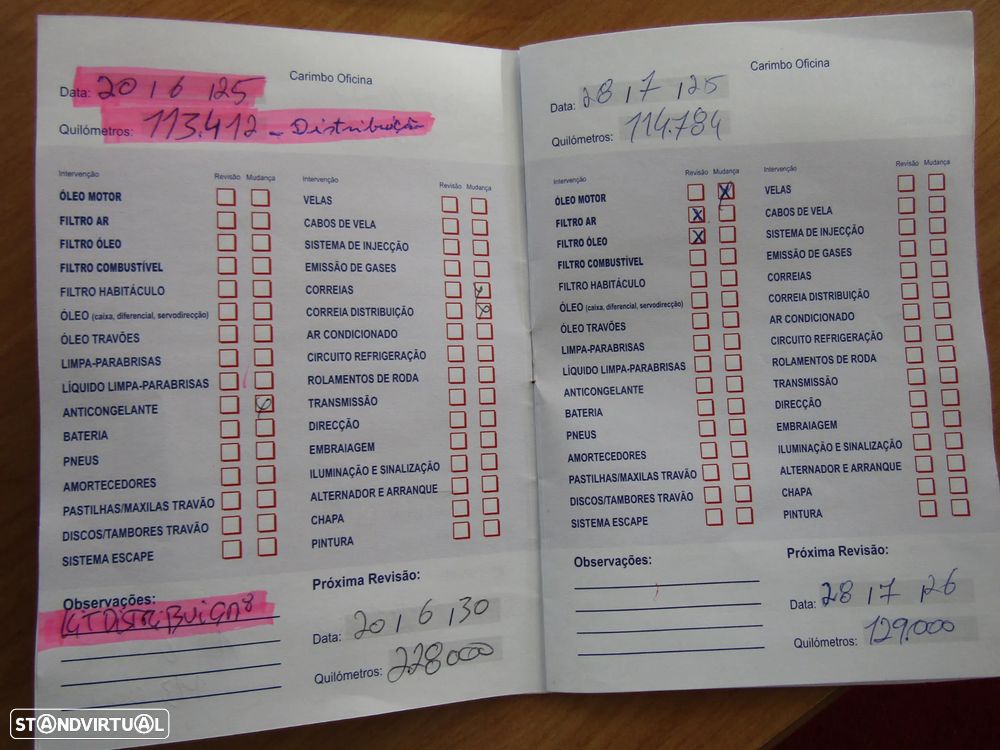 Carimbo Oficina
Data: 20 / 6 / 25
Quilómetros: 113.412 - Distribuição
Intervenção Revisão Mudança
ÓLEO MOTOR
FILTRO AR
FILTRO ÓLEO
FILTRO COMBUSTÍVEL
FILTRO HABITÁCULO
ÓLEO (caixa, diferencial, servodirecção)
ÓLEO TRAVÕES
LIMPA-PARABRISAS
LÍQUIDO LIMPA-PARABRISAS
ANTICONGELANTE
BATERIA
PNEUS
AMORTECEDORES
PASTILHAS/MAXILAS TRAVÃO
DISCOS/TAMBORES TRAVÃO
SISTEMA ESCAPE
Intervenção Revisão Mudança
VELAS
CABOS DE VELA
SISTEMA DE INJECÇÃO
EMISSÃO DE GASES
CORREIAS
CORREIA DISTRIBUIÇÃO
AR CONDICIONADO
CIRCUITO REFRIGERAÇÃO
ROLAMENTOS DE RODA
TRANSMISSÃO
DIRECÇÃO
EMBRAIAGEM
ILUMINAÇÃO E SINALIZAÇÃO
ALTERNADOR E ARRANQUE
CHAPA
PINTURA
Observações:
KIT DISTRIBUIÇÃO
Próxima Revisão:
Data: 20 / 6 / 30
Quilómetros: 228000
Carimbo Oficina
Data: 28 / 7 / 25
Quilómetros: 114.784
Intervenção Revisão Mudança
ÓLEO MOTOR
FILTRO AR
FILTRO ÓLEO
FILTRO COMBUSTÍVEL
FILTRO HABITÁCULO
ÓLEO (caixa, diferencial, servodirecção)
ÓLEO TRAVÕES
LIMPA-PARABRISAS
LÍQUIDO LIMPA-PARABRISAS
ANTICONGELANTE
BATERIA
PNEUS
AMORTECEDORES
PASTILHAS/MAXILAS TRAVÃO
DISCOS/TAMBORES TRAVÃO
SISTEMA ESCAPE
Intervenção Revisão Mudança
VELAS
CABOS DE VELA
SISTEMA DE INJECÇÃO
EMISSÃO DE GASES
CORREIAS
CORREIA DISTRIBUIÇÃO
AR CONDICIONADO
CIRCUITO REFRIGERAÇÃO
ROLAMENTOS DE RODA
TRANSMISSÃO
DIRECÇÃO
EMBRAIAGEM
ILUMINAÇÃO E SINALIZAÇÃO
ALTERNADOR E ARRANQUE
CHAPA
PINTURA
Observações:
Próxima Revisão:
Data: 28 / 7 / 26
Quilómetros: 129.000
STANDVIRTUAL